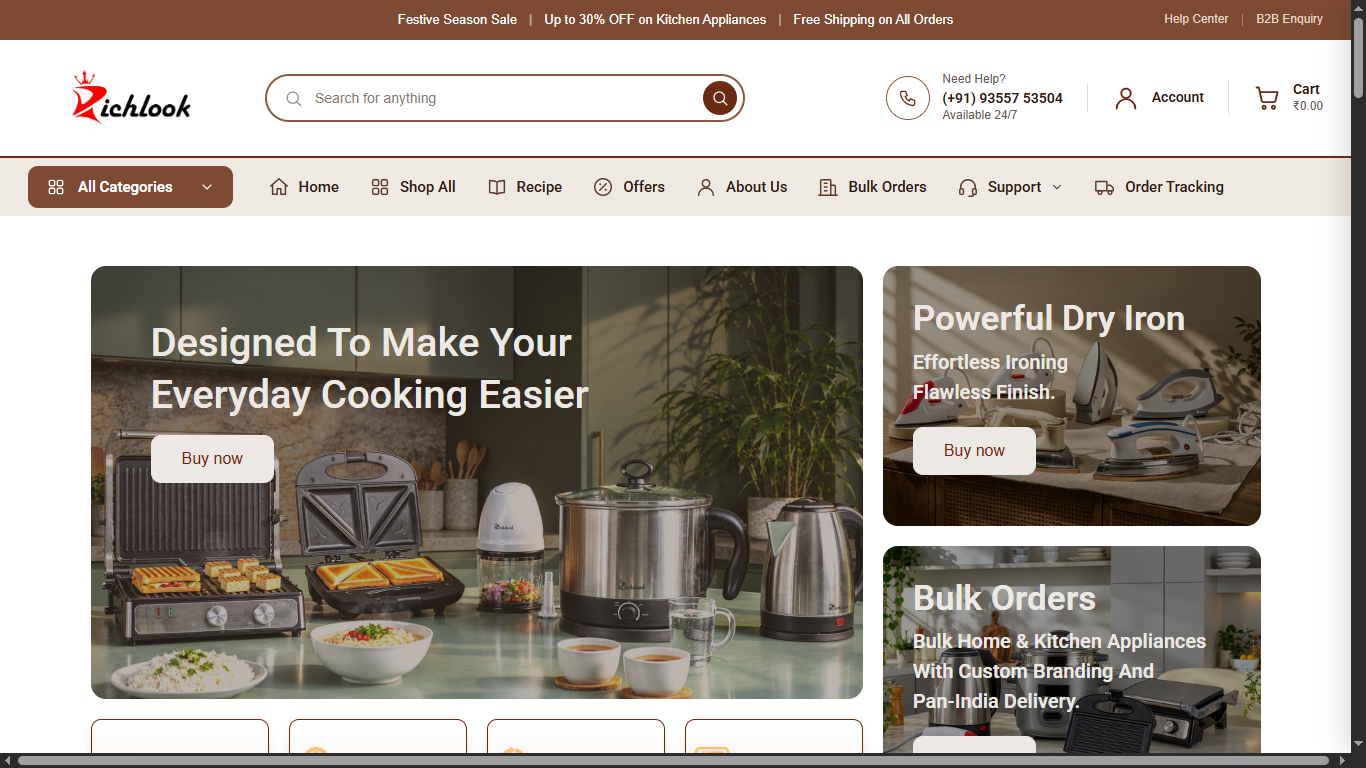 Festive Season Sale | Up to 30% OFF on Kitchen Appliances | Free Shipping on All Orders
Help Center | B2B Enquiry
Richlook
Search for anything
Need Help?
(+91) 93557 53504
Available 24/7
Account
Cart
₹0.00
All Categories
Home
Shop All
Recipe
Offers
About Us
Bulk Orders
Support
Order Tracking
Designed To Make Your
Everyday Cooking Easier
Buy now
Richlook
Richlook
Powerful Dry Iron
Effortless Ironing
Flawless Finish.
Buy now
Bulk Orders
Bulk Home & Kitchen Appliances
With Custom Branding And
Pan-India Delivery.